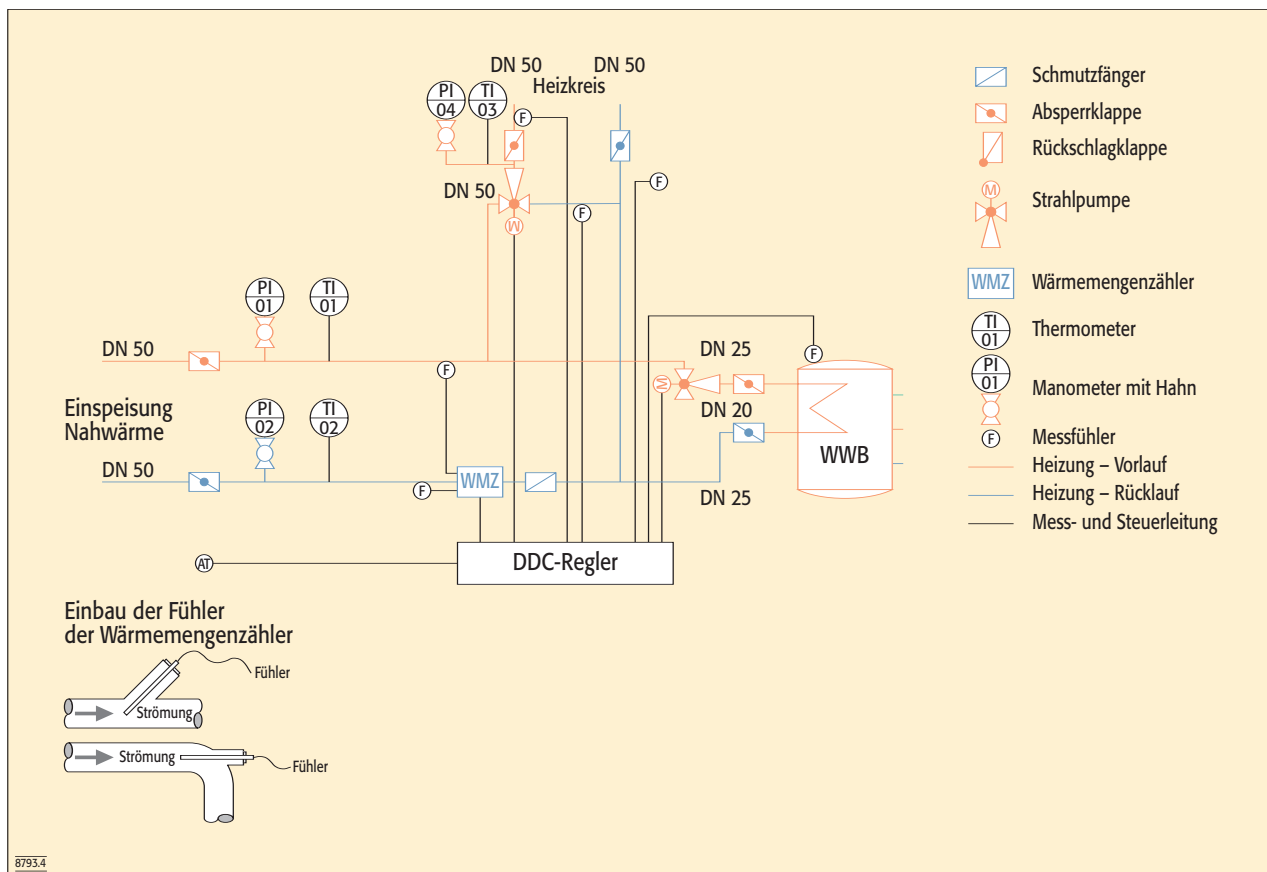 DN 50 DN 50
Heizkreis
PI
04
TI
03
F
DN 50
M
F
F
PI
01
TI
01
DN 50
F
DN 25
F
M
Einspeisung
Nahwärme
PI
02
TI
02
DN 20
DN 50
WMZ
F
WWB
DN 25
AT
DDC-Regler
Schmutzfänger
Absperrklappe
Rückschlagklappe
M
Strahlpumpe
WMZ
Wärmemengenzähler
TI
01
Thermometer
PI
01
Manometer mit Hahn
F
Messfühler
Heizung – Vorlauf
Heizung – Rücklauf
Mess- und Steuerleitung
Einbau der Fühler
der Wärmemengenzähler
Fühler
Strömung
Strömung
Fühler
8793.4